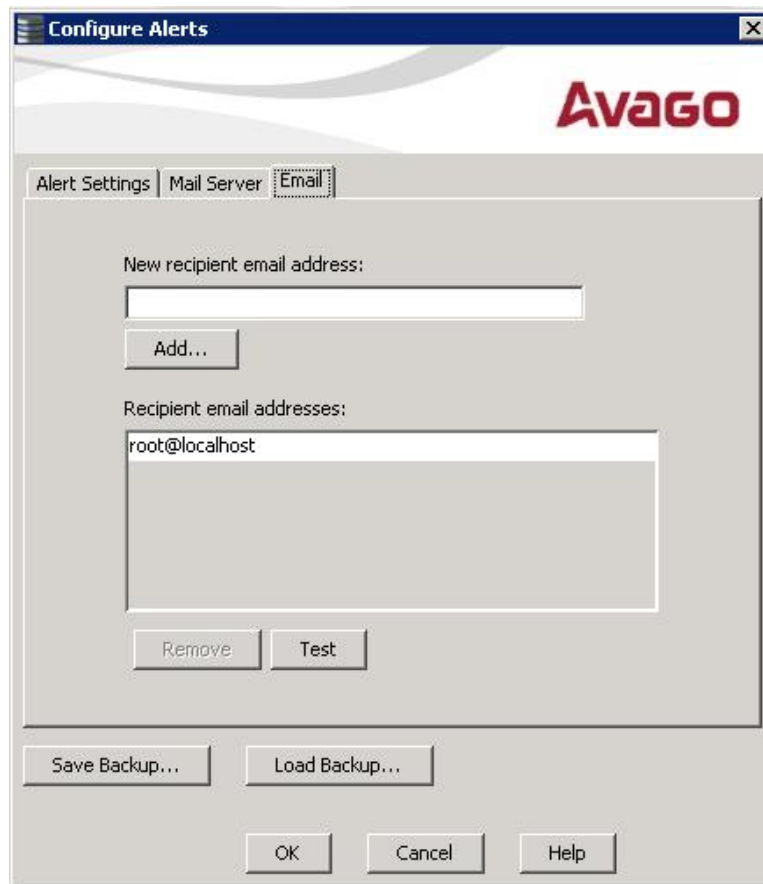 Configure Alerts
Avago
Alert Settings Mail Server Email
New recipient email address:
Add...
Recipient email addresses:
root@localhost
Remove Test
Save Backup... Load Backup...
OK Cancel Help